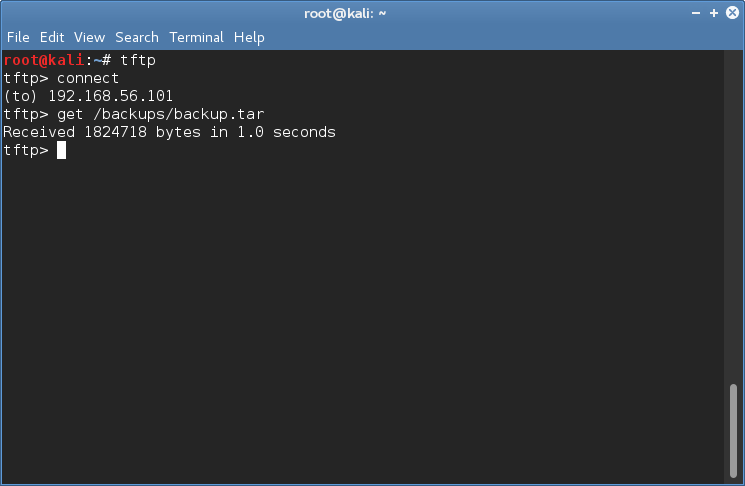 root@kali: ~
File Edit View Search Terminal Help
root@kali:~# tftp
tftp> connect
(to) 192.168.56.101
tftp> get /backups/backup.tar
Received 1824718 bytes in 1.0 seconds
tftp>